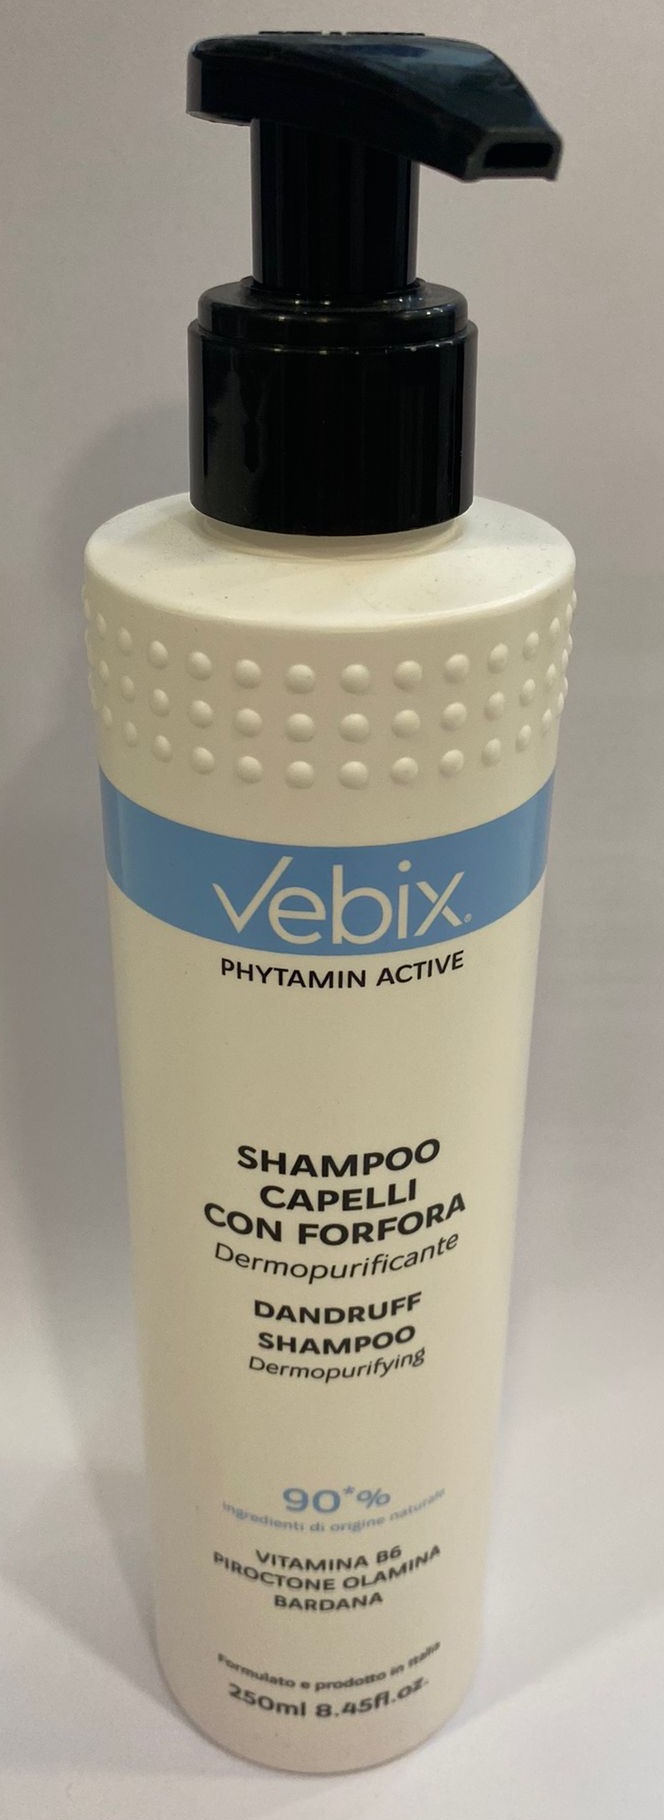 Vebix®
PHYTAMIN ACTIVE
SHAMPOO
CAPELLI
CON FORFORA
Dermopurificante
DANDRUFF
SHAMPOO
Dermopurifying
90*%
ingredienti di origine naturale
VITAMINA B6
PIROCTONE OLAMINA
BARDANA
Formulato e prodotto in Italia
250ml 8.45fl.oz.